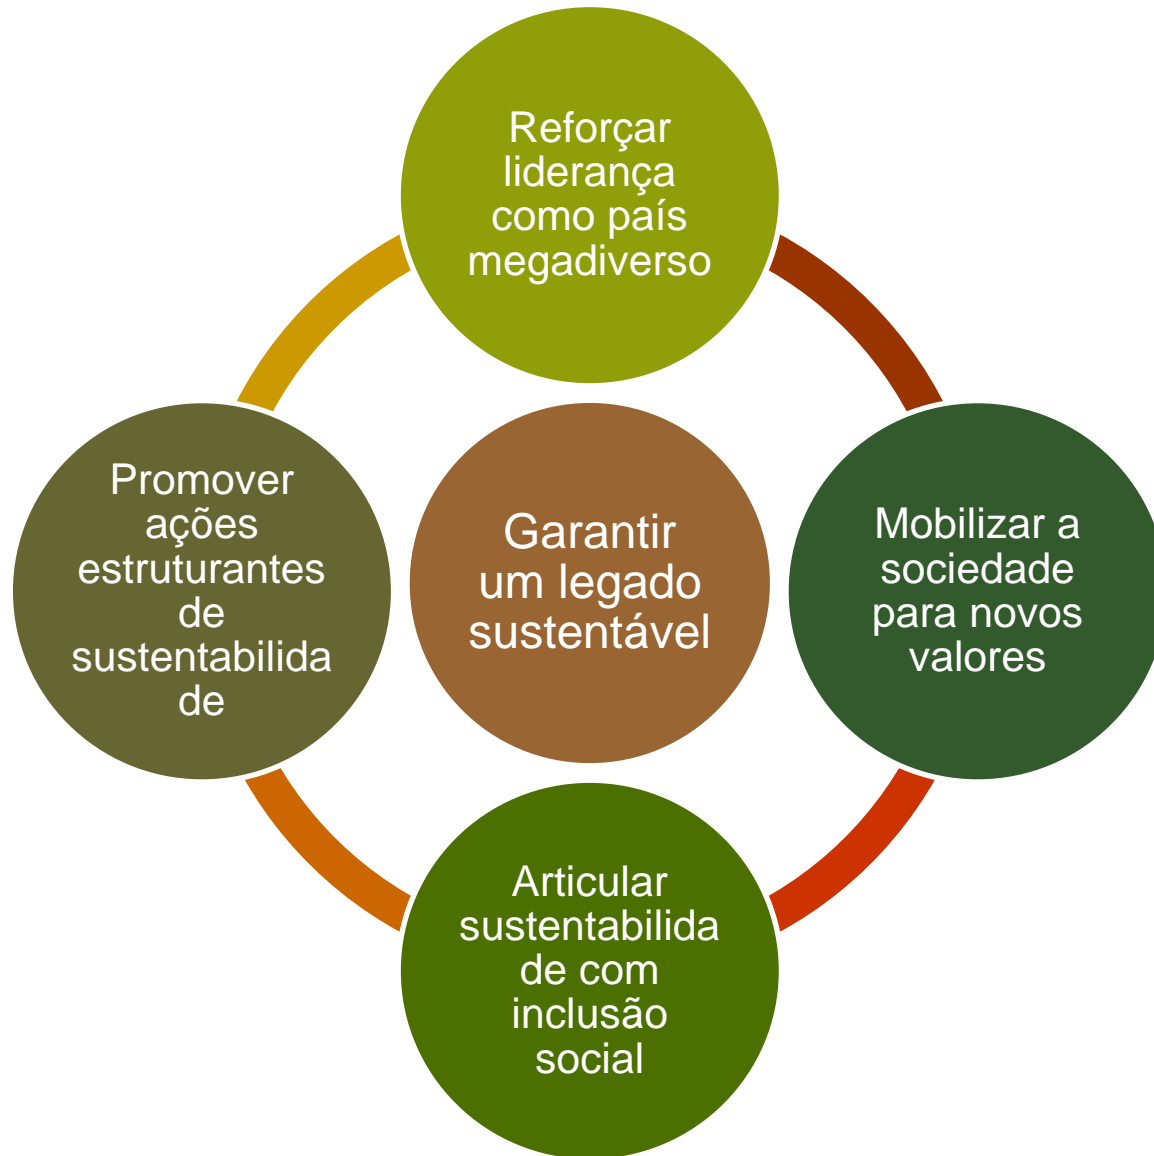 Reforçar
liderança
como país
megadiverso
Promover
ações
estruturantes
de
sustentabilida
de
Garantir
um legado
sustentável
Mobilizar a
sociedade
para novos
valores
Articular
sustentabilida
de com
inclusão
social